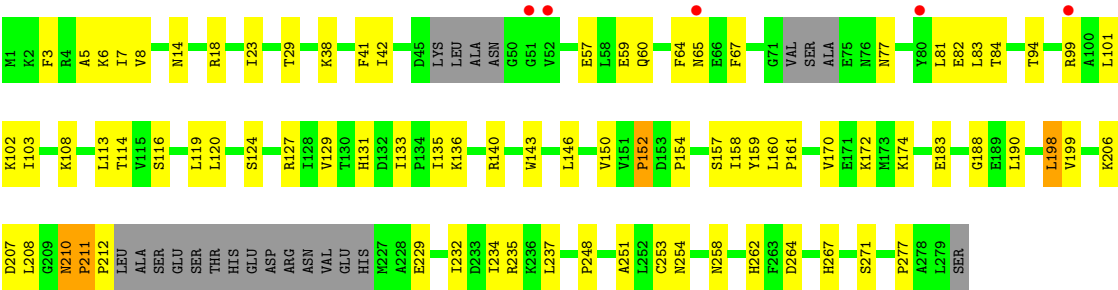 M1 K2 F3 R4 A5 K6 I7 V8 N14 R18 I23 T29 K38 F41 I42 D45 LYS LEU ALA ASN G50 G51 V52 E57 L58 E59 Q60 F64 N65 E66 F67 G71 VAL SER ALA E75 N76 N77 Y80 L81 E82 L83 T84 T94 R99 A100 L101
K102 I103 K108 L113 T114 V115 S116 L119 L120 S124 R127 I128 V129 T130 H131 D132 I133 P134 I135 K136 R140 W143 L146 V150 V151 P152 D153 P154 S157 I158 Y159 L160 P161 V170 E171 K172 M173 K174 E183 G188 E189 L190 L198 V199 K206
D207 L208 G209 N210 P211 P212 LEU ALA SER GLU SER THR HIS GLU ASP ARG ASN VAL GLU HIS M227 A228 E229 I232 D233 I234 R235 K236 L237 P248 A251 L252 C253 N254 N258 H262 F263 D264 H267 S271 P277 A278 L279 SER